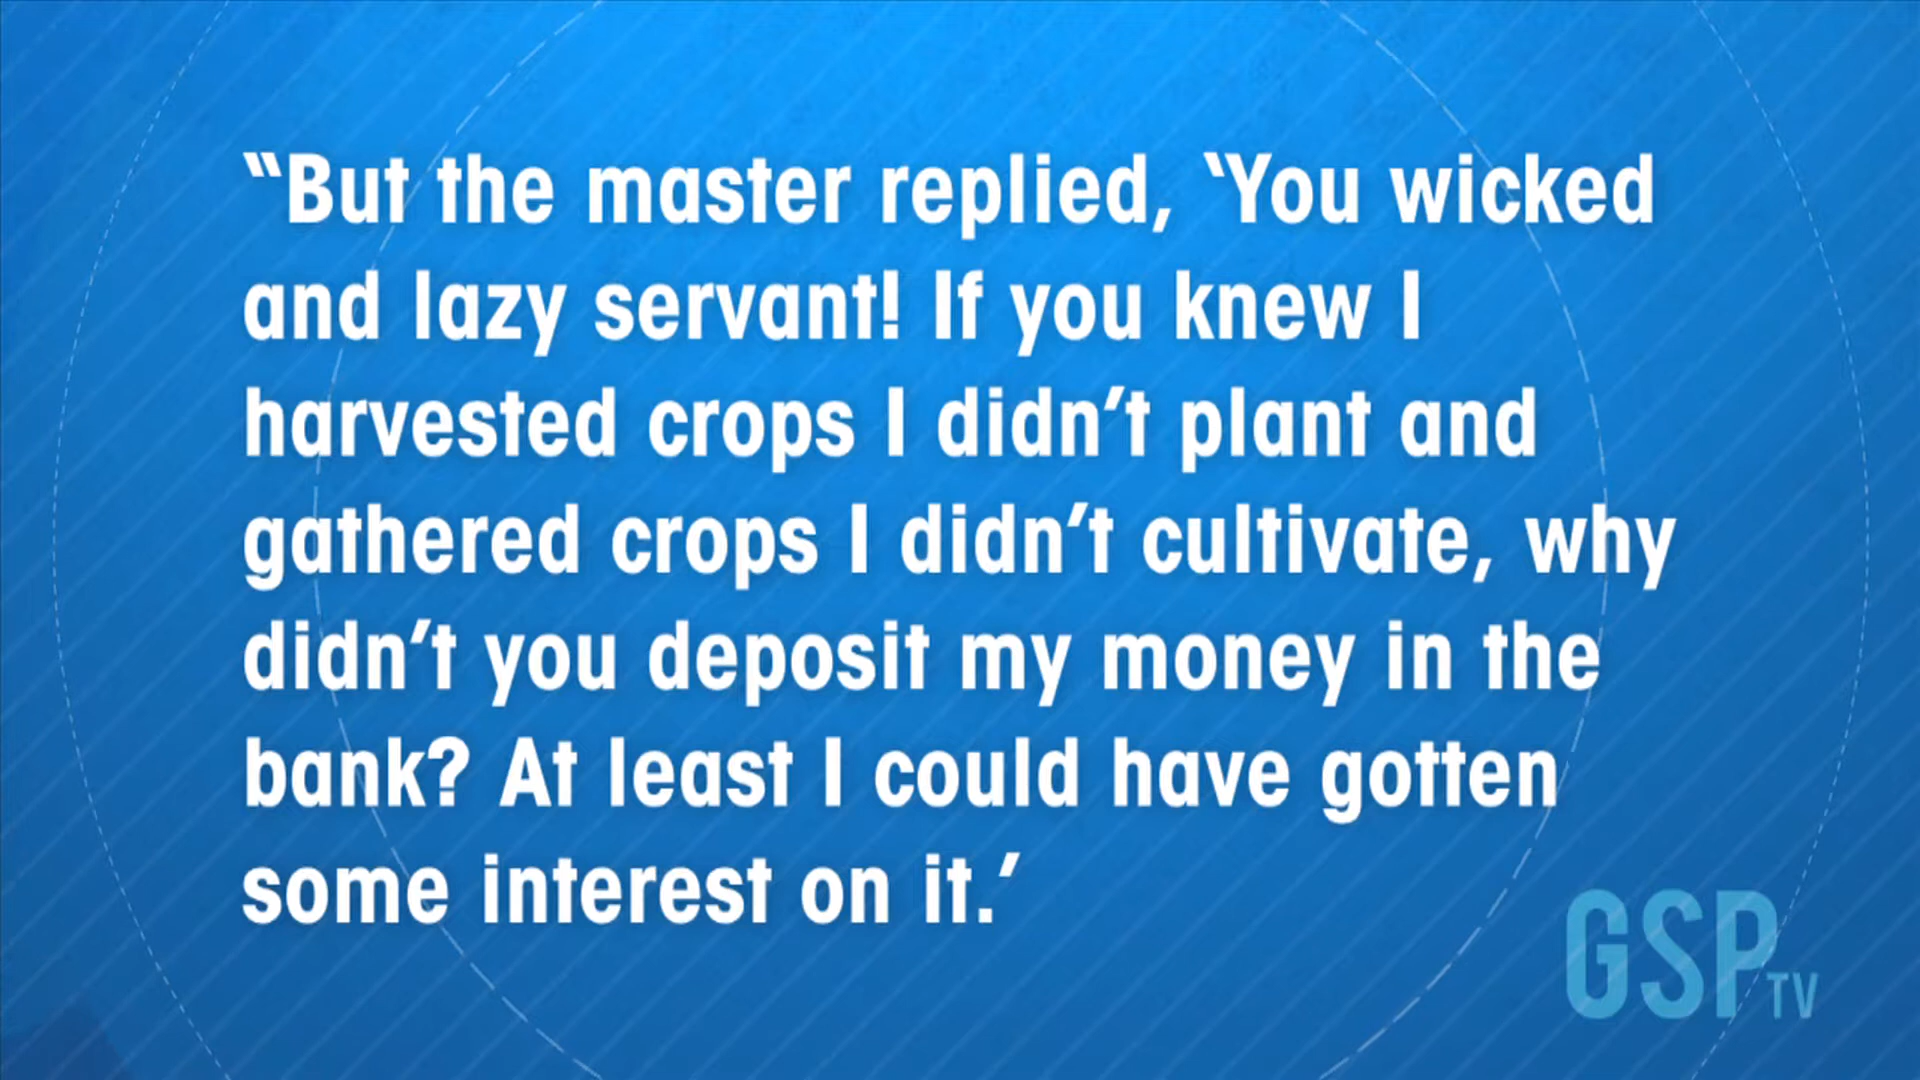 “But the master replied, ‘You wicked
and lazy servant! If you knew I
harvested crops I didn’t plant and
gathered crops I didn’t cultivate, why
didn’t you deposit my money in the
bank? At least I could have gotten
some interest on it.’
GSP TV